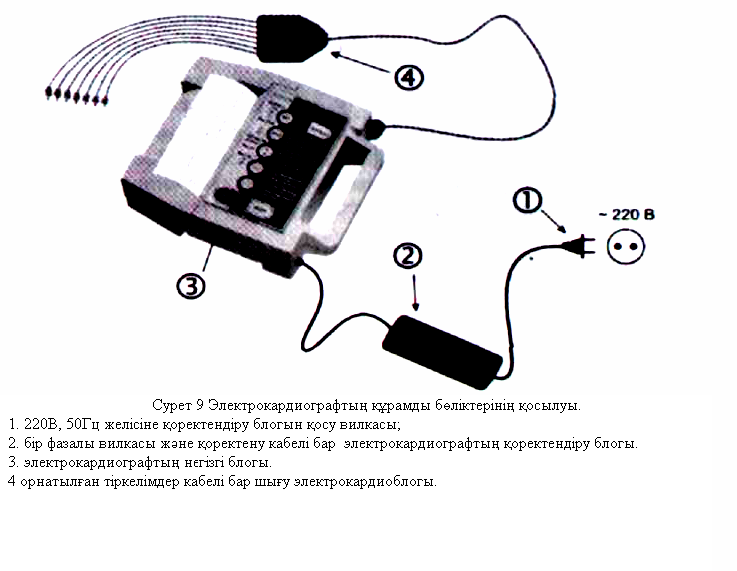 ④
①
~ 220 В
②
③
Сурет 9 Электрокардиографтың құрамды бөліктерінің қосылуы.
1. 220В, 50Гц желісіне қоректендіру блогын қосу вилкасы;
2. бір фазалы вилкасы және қоректену кабелі бар электрокардиографтың қоректендіру блогы.
3. электрокардиографтың негізгі блогы.
4 орнатылған тіркелімдер кабелі бар шығу электрокардиоблогы.